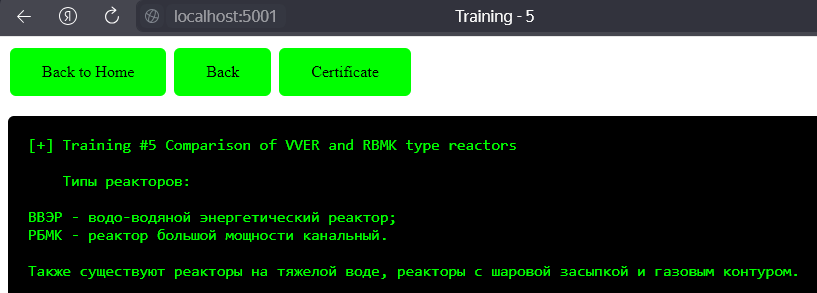 localhost:5001
Training - 5
Back to Home
Back
Certificate
[+] Training #5 Comparison of VVER and RBMK type reactors
Типы реакторов:
ВВЭР - водо-водяной энергетический реактор;
РБМК - реактор большой мощности канальный.
Также существуют реакторы на тяжелой воде, реакторы с шаровой засыпкой и газовым контуром.